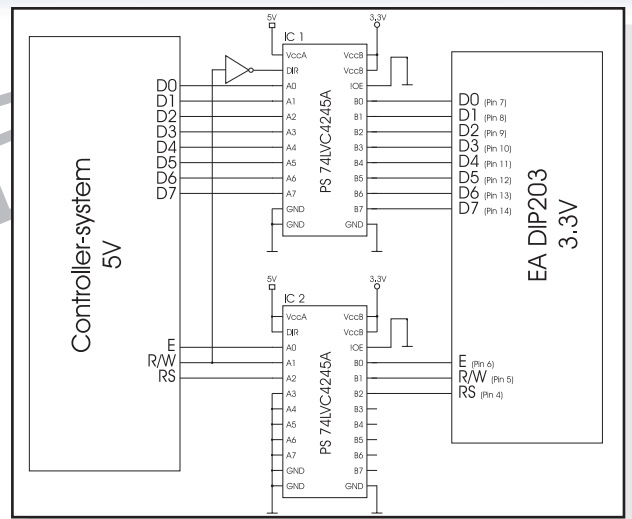 5V
3.3V
IC 1
VccA
VccB
DIR
VccB
!OE
D0 A0 B0 D0 (Pin 7)
D1 A1 B1 D1 (Pin 8)
D2 A2 B2 D2 (Pin 9)
D3 A3 B3 D3 (Pin 10)
D4 A4 B4 D4 (Pin 11)
D5 A5 B5 D5 (Pin 12)
D6 A6 B6 D6 (Pin 13)
D7 A7 B7 D7 (Pin 14)
GND
GND
GND
PS 74LVC4245A
Controller-system
5V
EA DIP203
3.3V
5V
3.3V
IC 2
VccA
VccB
DIR
VccB
!OE
E A0 B0 E (Pin 6)
R/W A1 B1 R/W (Pin 5)
RS A2 B2 RS (Pin 4)
A3 B3
A4 B4
A5 B5
A6 B6
A7 B7
GND
GND
GND
PS 74LVC4245A